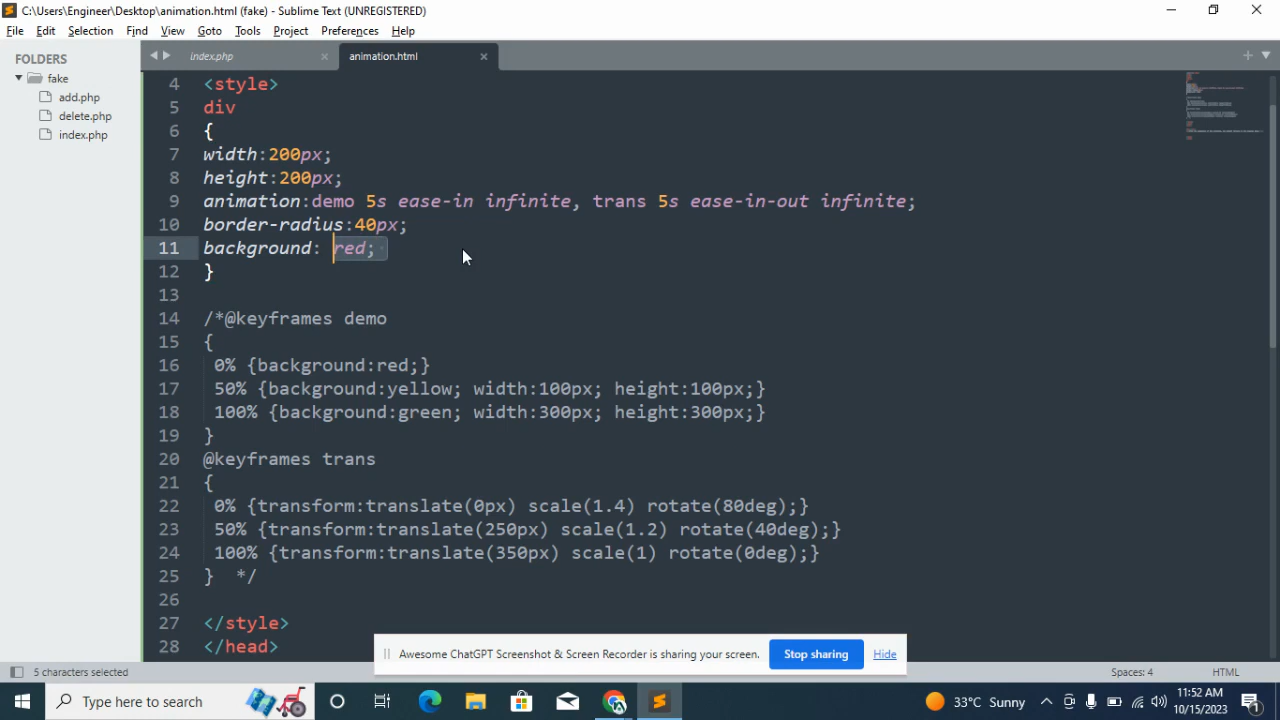 C:\Users\Engineer\Desktop\animation.html (fake) - Sublime Text (UNREGISTERED)
File Edit Selection Find View Goto Tools Project Preferences Help
FOLDERS
fake
add.php
delete.php
index.php
index.php
animation.html
4 <style>
5 div
6 {
7 width:200px;
8 height:200px;
9 animation:demo 5s ease-in infinite, trans 5s ease-in-out infinite;
10 border-radius:40px;
11 background: red;
12 }
13
14 /*@keyframes demo
15 {
16 0% {background:red;}
17 50% {background:yellow; width:100px; height:100px;}
18 100% {background:green; width:300px; height:300px;}
19 }
20 @keyframes trans
21 {
22 0% {transform:translate(0px) scale(1.4) rotate(80deg);}
23 50% {transform:translate(250px) scale(1.2) rotate(40deg);}
24 100% {transform:translate(350px) scale(1) rotate(0deg);}
25 } */
26
27 </style>
28 </head>
Awesome ChatGPT Screenshot & Screen Recorder is sharing your screen. Stop sharing Hide
5 characters selected
Spaces: 4
HTML
Type here to search
33°C Sunny
11:52 AM
10/15/2023
1